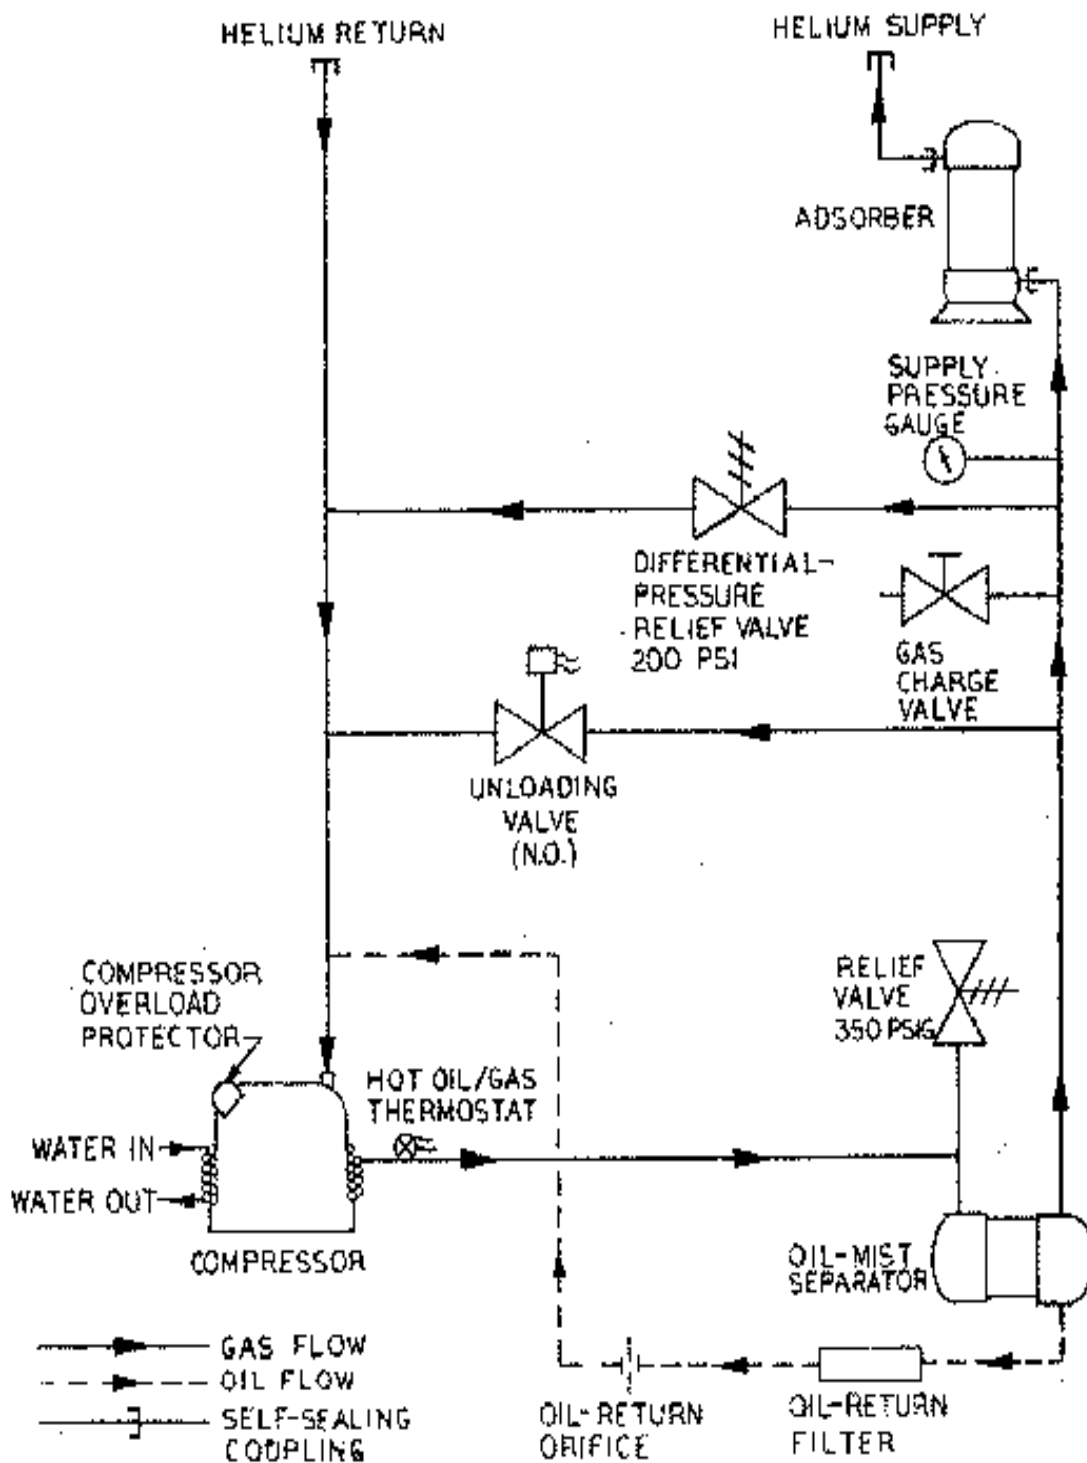 HELIUM RETURN
HELIUM SUPPLY
ADSORBER
SUPPLY
PRESSURE
GAUGE
DIFFERENTIAL-
PRESSURE
RELIEF VALVE
200 PSI
GAS
CHARGE
VALVE
UNLOADING
VALVE
(N.O.)
COMPRESSOR
OVERLOAD
PROTECTOR
RELIEF
VALVE
350 PSIG
HOT OIL/GAS
THERMOSTAT
WATER IN
WATER OUT
COMPRESSOR
OIL-MIST
SEPARATOR
GAS FLOW
OIL FLOW
SELF-SEALING
COUPLING
OIL-RETURN
ORIFICE
OIL-RETURN
FILTER